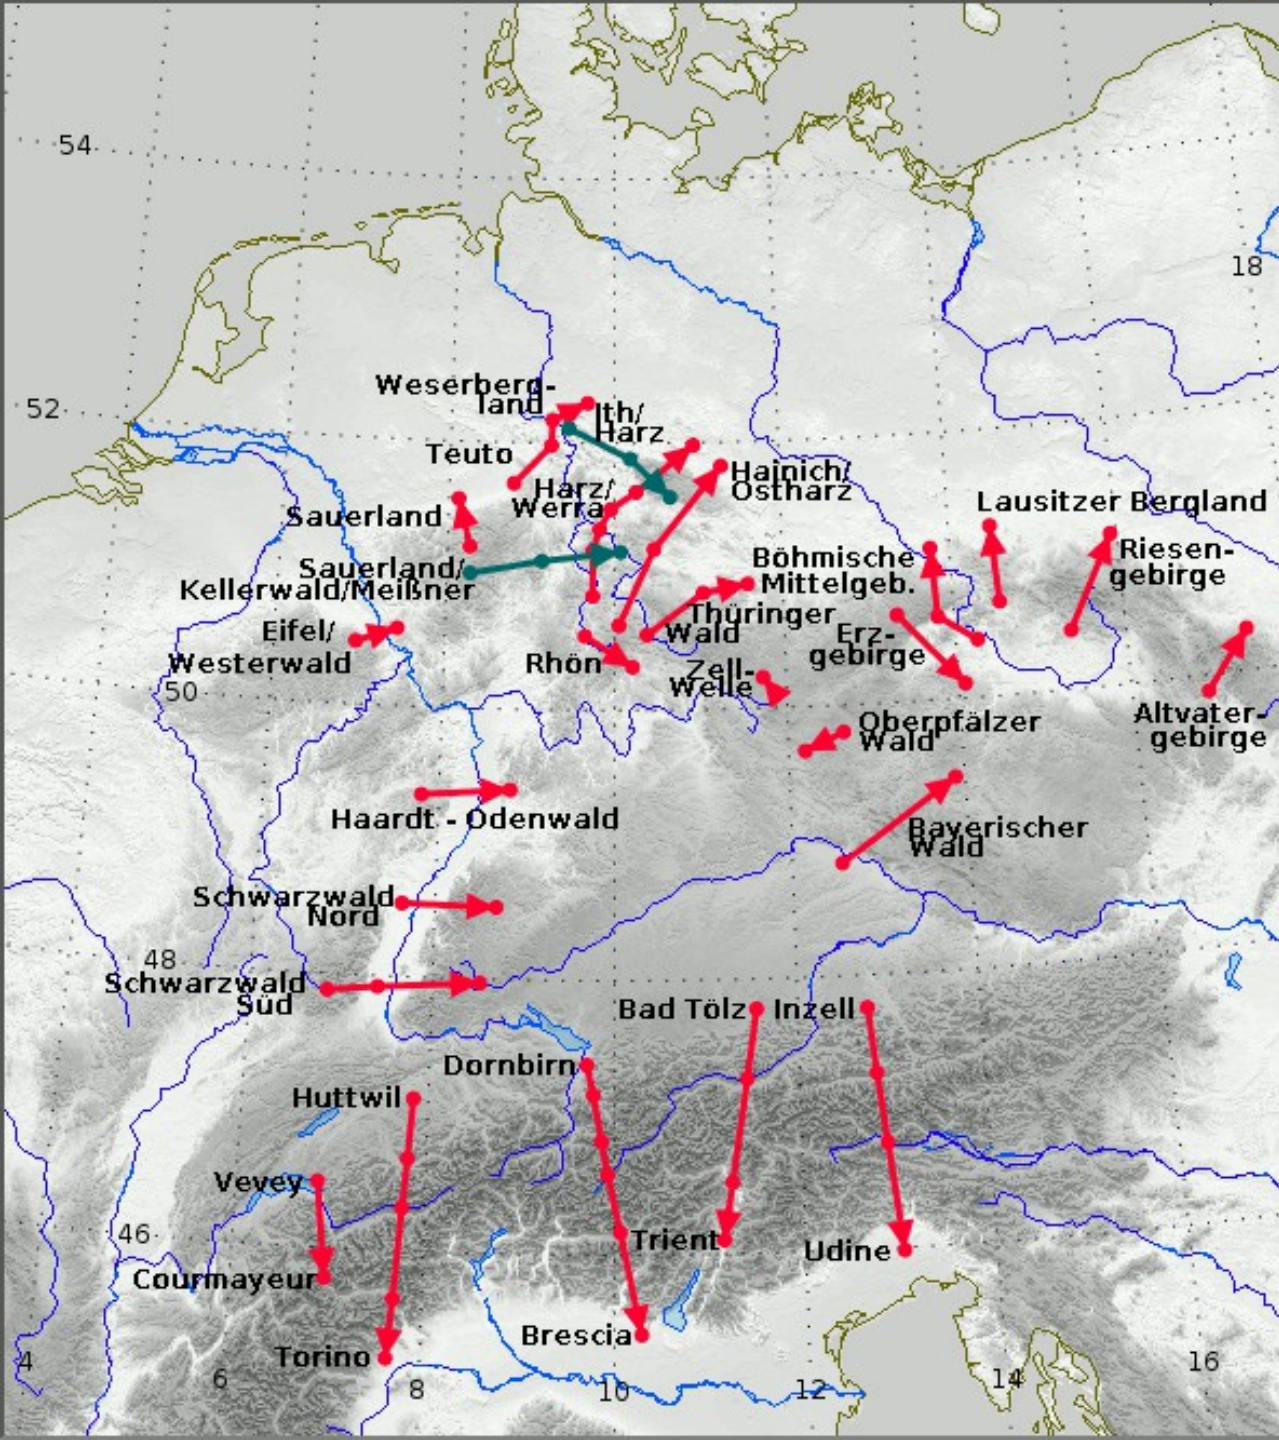 54
18
52
Weserberg-
land
Ith/
Harz
Teuto
Hainich/
Ostharz
Harz/
Werra
Sauerland
Lausitzer Bergland
Riesen-
gebirge
Böhmische
Mittelgeb.
Sauerland/
Kellerwald/Meißner
Thüringer
Wald
Eifel/
Westerwald
Erz-
gebirge
Rhön
Zell-
Welle
50
Altvater-
gebirge
Oberpfälzer
Wald
Haardt - Odenwald
Bayerischer
Wald
Schwarzwald
Nord
48
Schwarzwald
Süd
Bad Tölz
Inzell
Dornbirn
Huttwil
Vevey
46
Trient
Udine
Courmayeur
Brescia
Torino
4
6
8
10
12
14
16